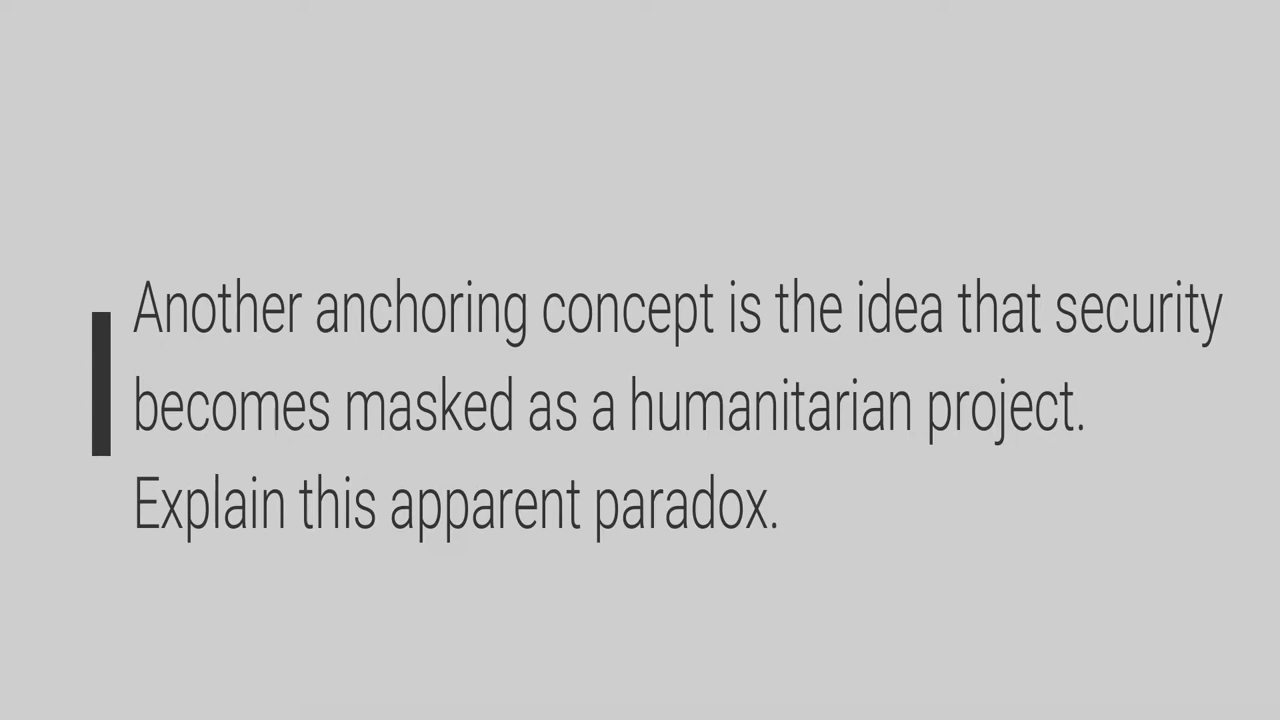 Another anchoring concept is the idea that security
becomes masked as a humanitarian project.
Explain this apparent paradox.